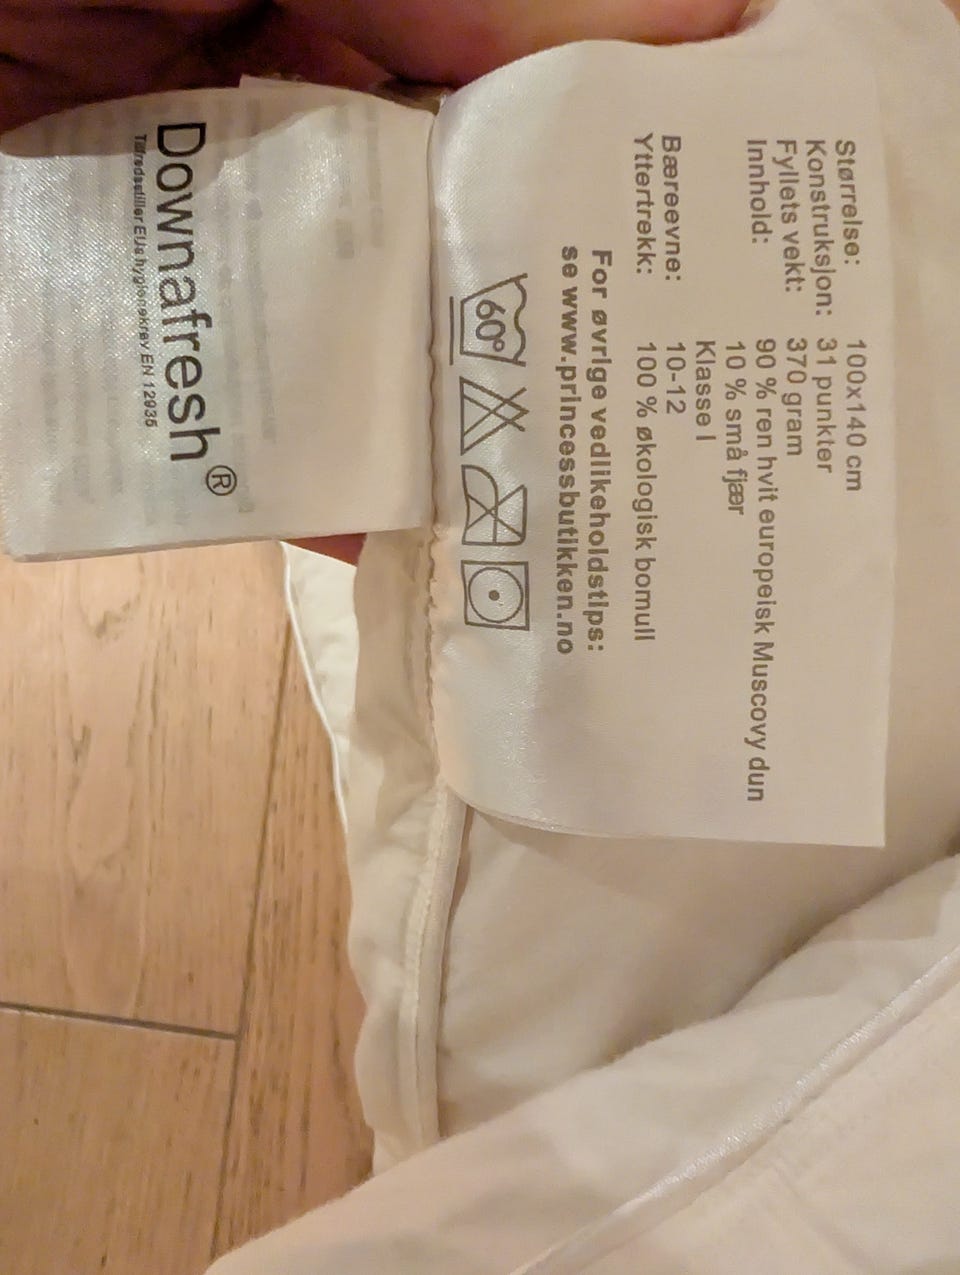 Størrelse: 100x140 cm
Konstruksjon: 31 punkter
Fyllets vekt: 370 gram
Innhold: 90 % ren hvit europeisk Muscovy dun
10 % små fjær
Klasse I
Bæreevne: 10-12
Yttertrekk: 100 % økologisk bomull
For øvrige vedlikeholdstips:
se www.princessbutikken.no
60°
Downafresh®
Tilfredsstiller EUs hygienekrav EN 12935